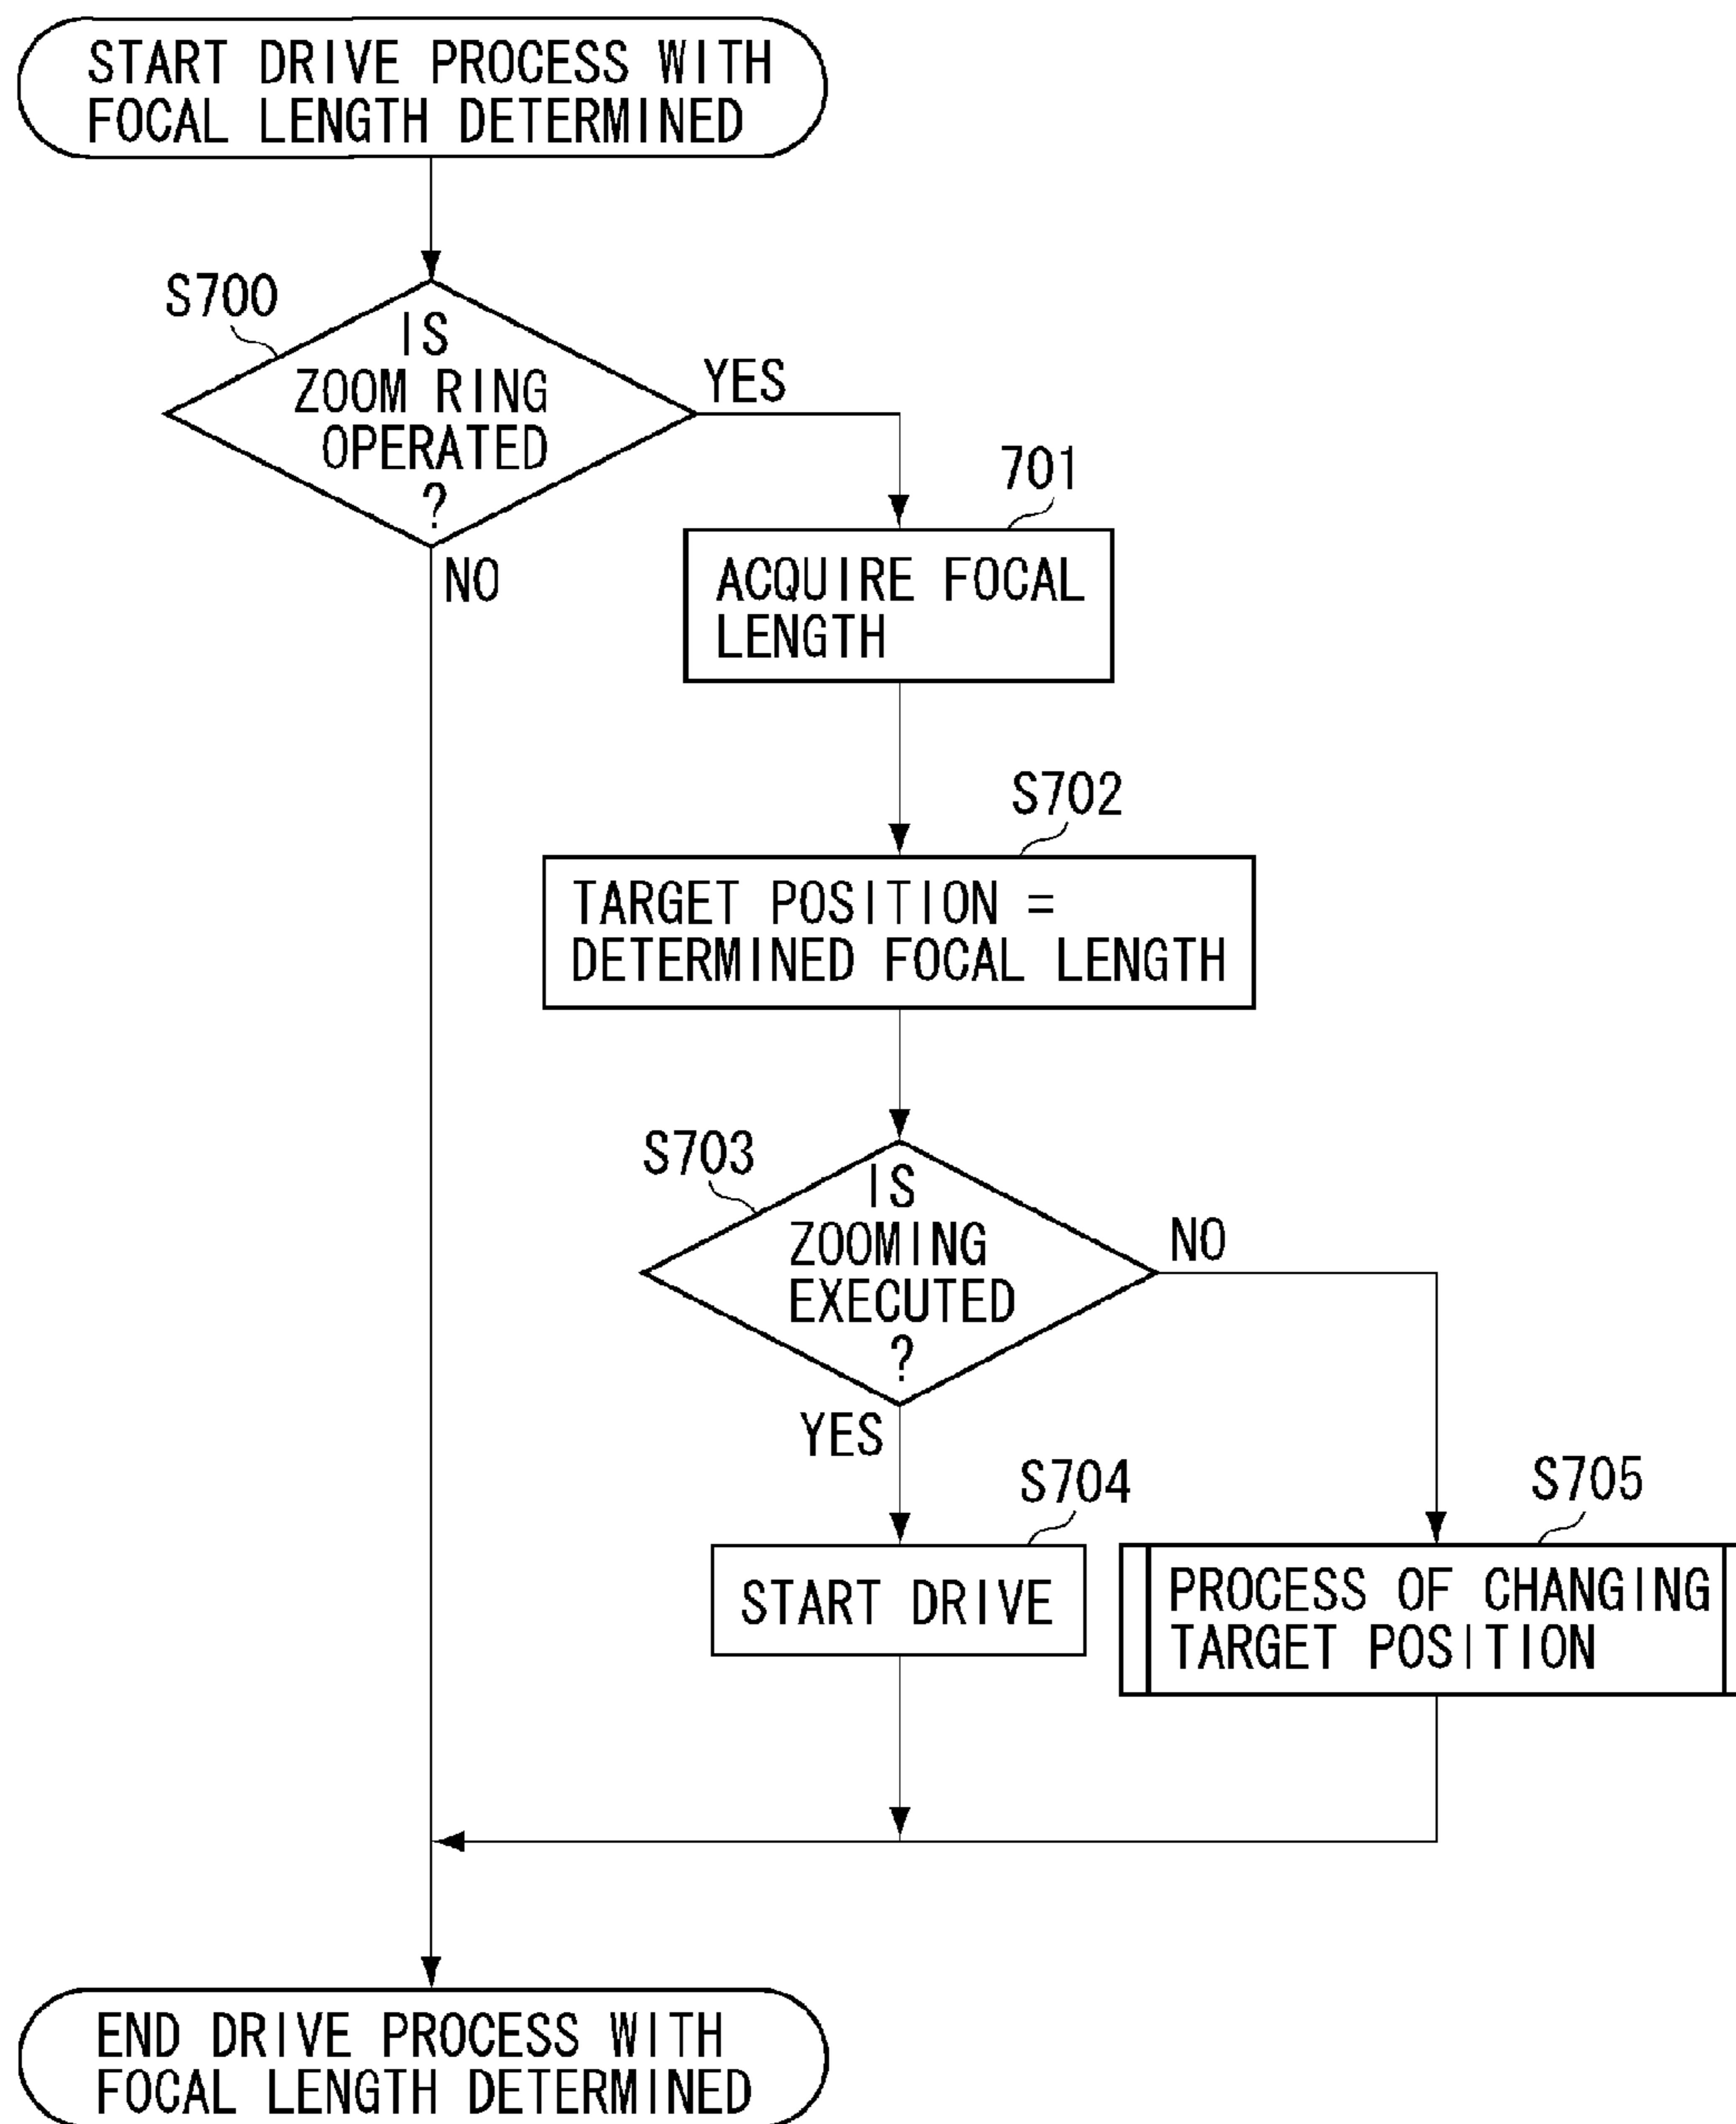 START DRIVE PROCESS WITH
FOCAL LENGTH DETERMINED
S700
IS
ZOOM RING
OPERATED
?
YES
NO
701
ACQUIRE FOCAL
LENGTH
S702
TARGET POSITION =
DETERMINED FOCAL LENGTH
S703
IS
ZOOMING
EXECUTED
?
NO
YES
S704
START DRIVE
S705
PROCESS OF CHANGING
TARGET POSITION
END DRIVE PROCESS WITH
FOCAL LENGTH DETERMINED